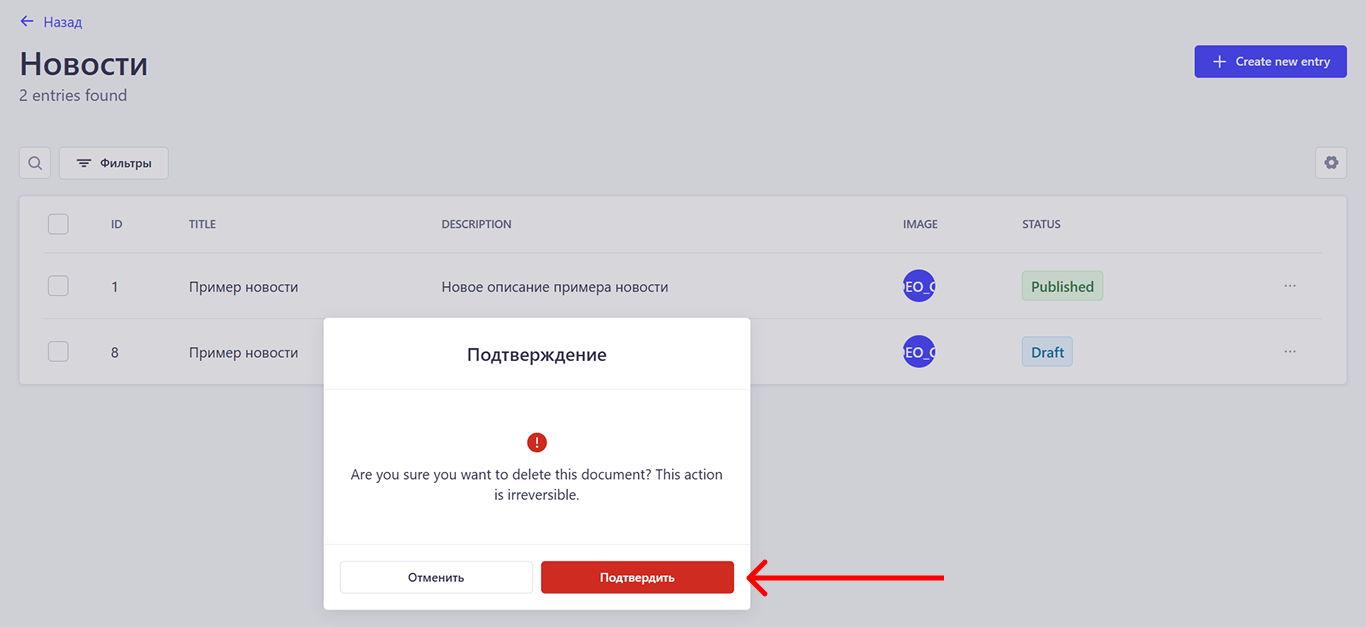 Назад
Новости
2 entries found
Create new entry
Фильтры
ID TITLE DESCRIPTION IMAGE STATUS
1 Пример новости Новое описание примера новости EO_C Published
8 Пример новости EO_C Draft
Подтверждение
Are you sure you want to delete this document? This action
is irreversible.
Отменить Подтвердить